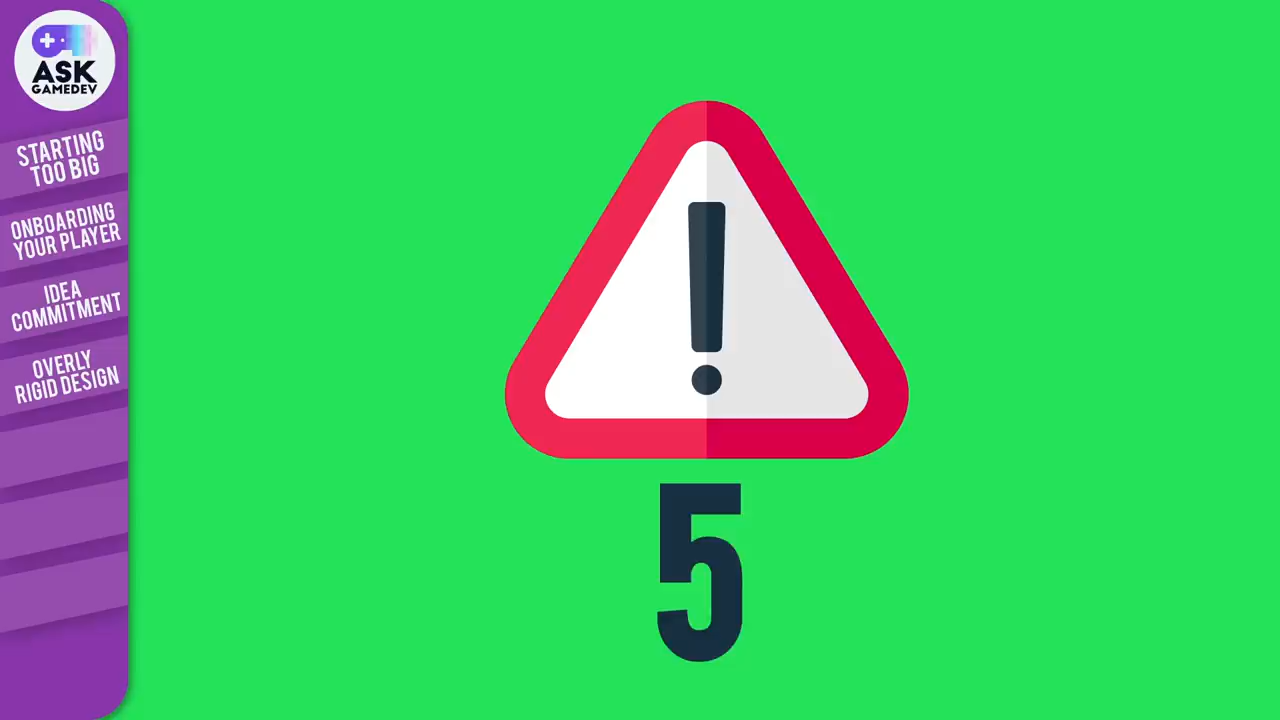 ASK
GAMEDEV
STARTING
TOO BIG
ONBOARDING
YOUR PLAYER
IDEA
COMMITMENT
OVERLY
RIGID DESIGN
!
5